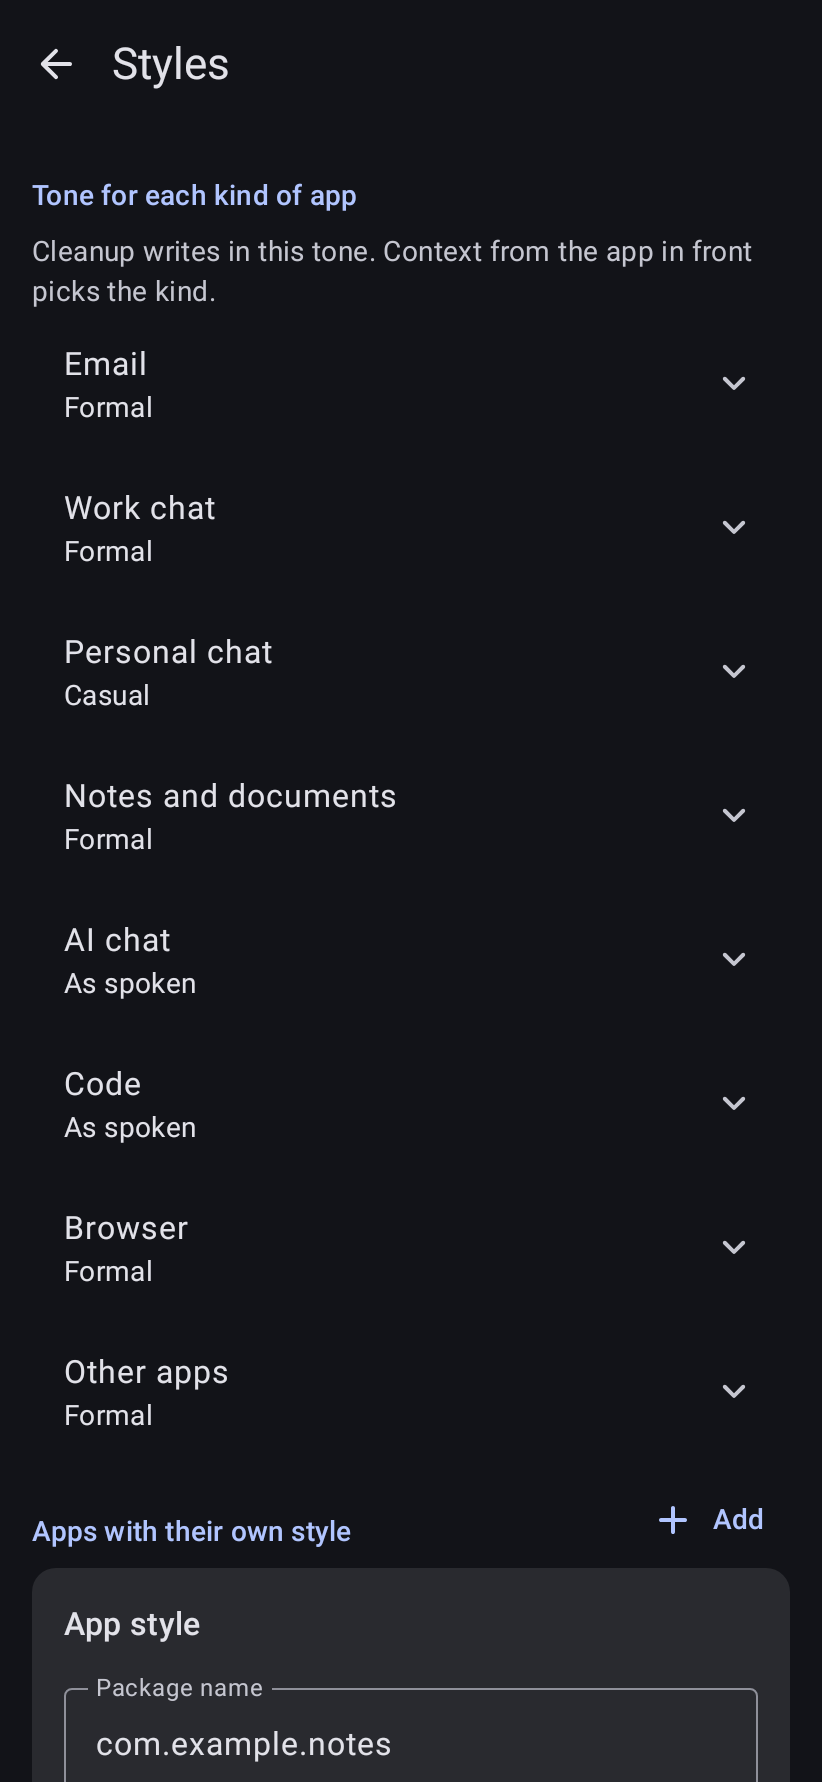 Styles
Tone for each kind of app
Cleanup writes in this tone. Context from the app in front
picks the kind.
Email
Formal
Work chat
Formal
Personal chat
Casual
Notes and documents
Formal
AI chat
As spoken
Code
As spoken
Browser
Formal
Other apps
Formal
Apps with their own style
Add
App style
Package name
com.example.notes